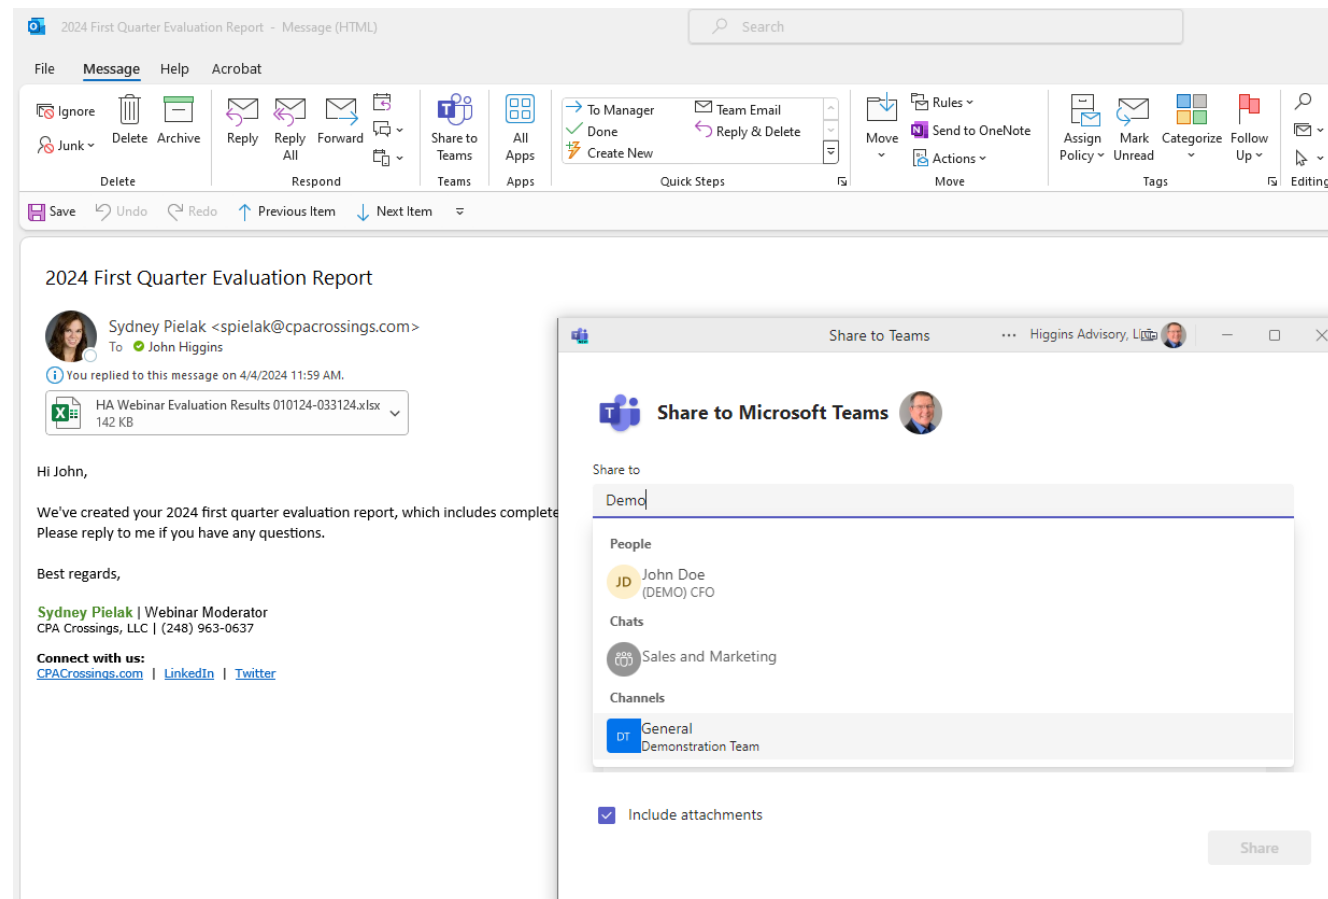 2024 First Quarter Evaluation Report - Message (HTML)
Search
File Message Help Acrobat
Ignore
Junk
Delete
Archive
Delete
Reply
Reply All
Forward
Respond
Share to Teams
Teams
All Apps
Apps
To Manager
Team Email
Done
Reply & Delete
Create New
Quick Steps
Move
Rules
Send to OneNote
Actions
Move
Assign Policy
Mark Unread
Categorize
Follow Up
Tags
Editing
Save Undo Redo Previous Item Next Item
2024 First Quarter Evaluation Report
Sydney Pielak <spielak@cpacrossings.com>
To John Higgins
You replied to this message on 4/4/2024 11:59 AM.
HA Webinar Evaluation Results 010124-033124.xlsx
142 KB
Hi John,
We've created your 2024 first quarter evaluation report, which includes complete
Please reply to me if you have any questions.
Best regards,
Sydney Pielak | Webinar Moderator
CPA Crossings, LLC | (248) 963-0637
Connect with us:
CPACrossings.com | LinkedIn | Twitter
Share to Teams
Higgins Advisory,
Share to Microsoft Teams
Share to
Demo
People
JD
John Doe
(DEMO) CFO
Chats
Sales and Marketing
Channels
DT
General
Demonstration Team
Include attachments
Share